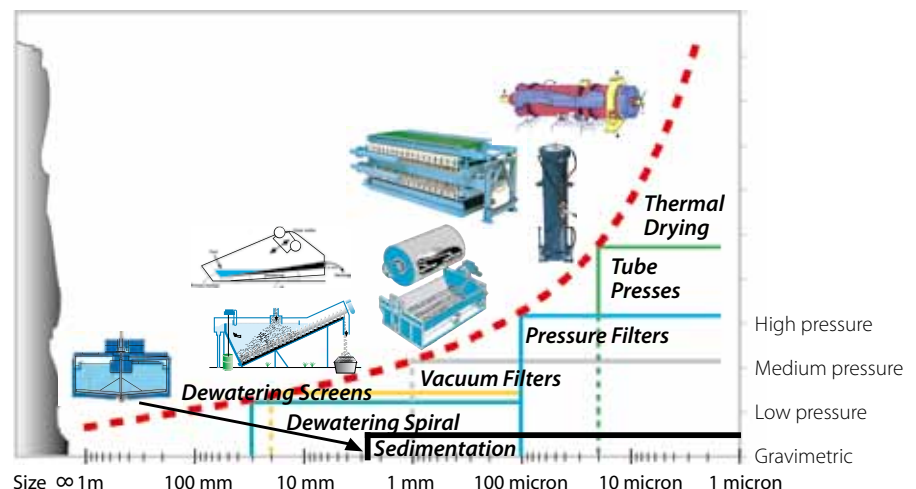 Thermal
Drying
Tube
Presses
Pressure Filters
High pressure
Medium pressure
Vacuum Filters
Dewatering Screens
Low pressure
Dewatering Spiral
Sedimentation
Gravimetric
Size ∞ 1m 100 mm 10 mm 1 mm 100 micron 10 micron 1 micron